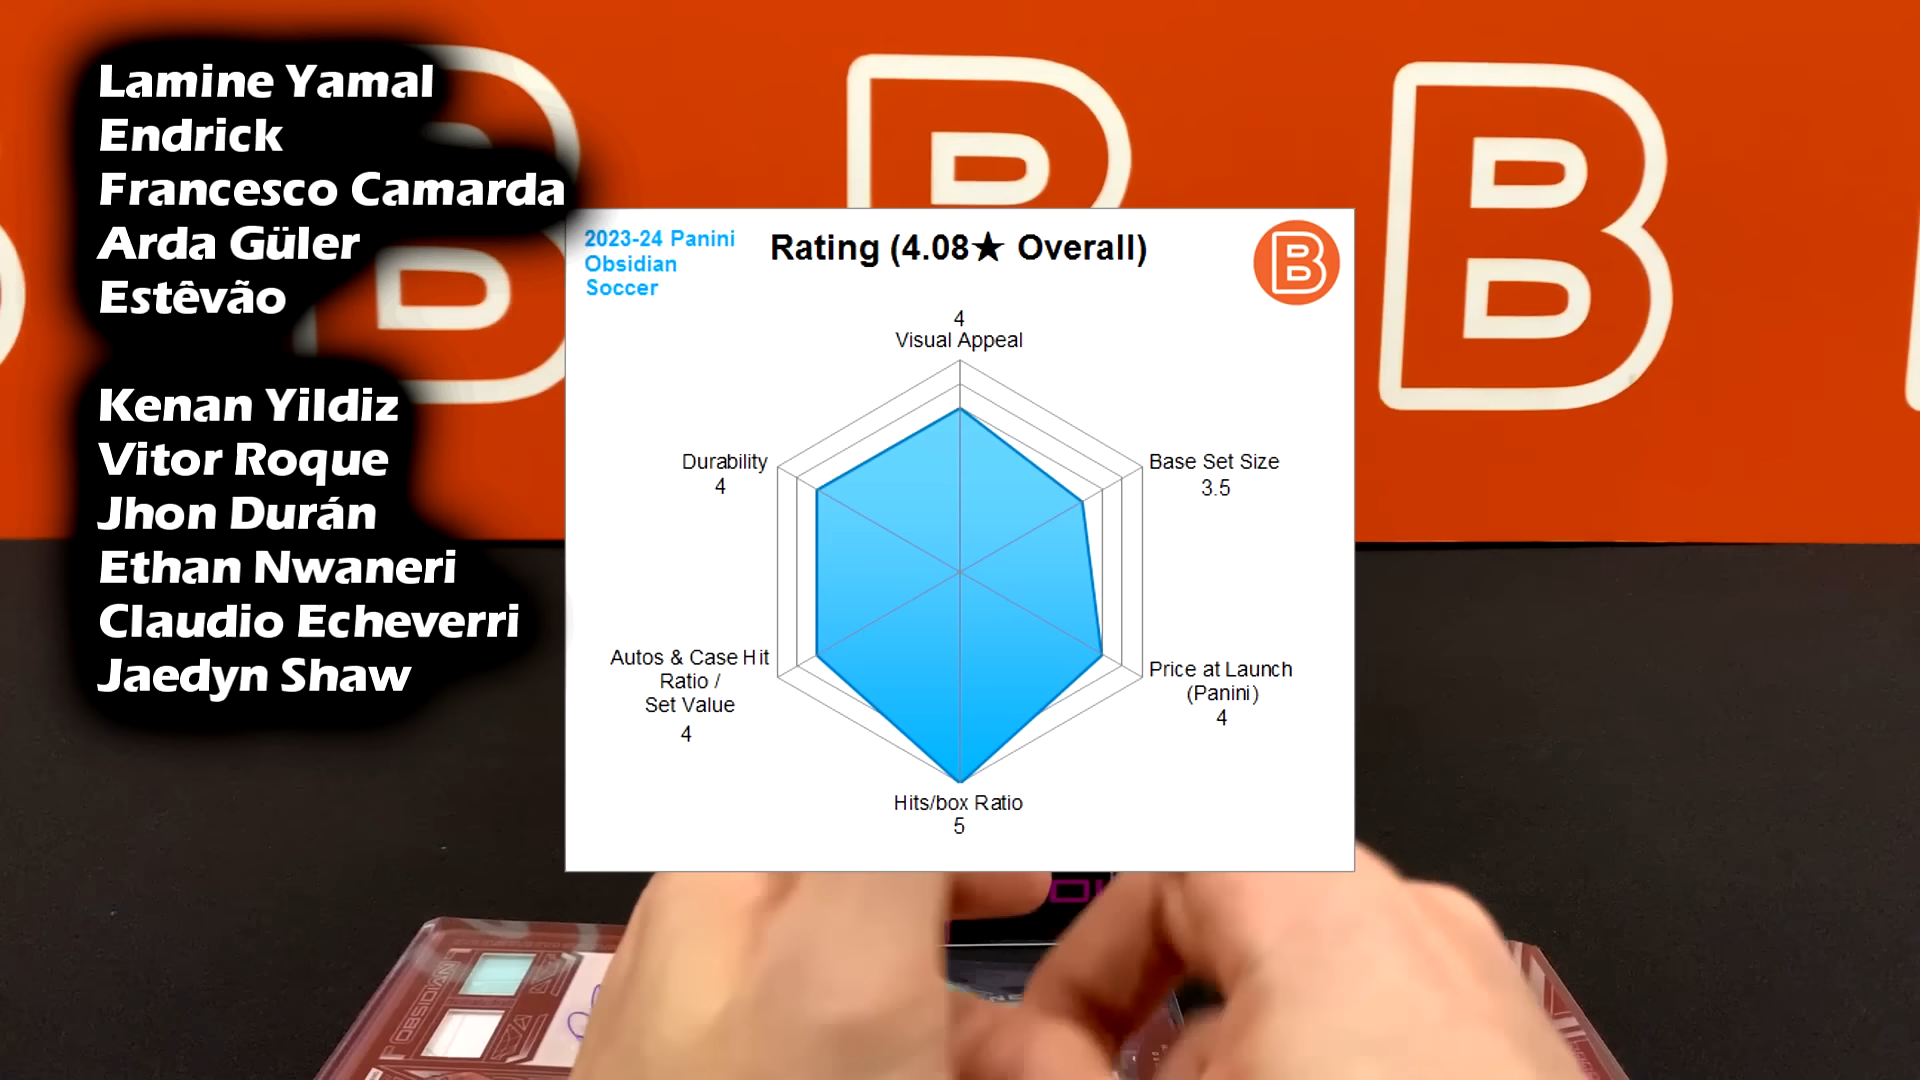 Lamine Yamal
Endrick
Francesco Camarda
Arda Güler
Estêvão
Kenan Yildiz
Vitor Roque
Jhon Durán
Ethan Nwaneri
Claudio Echeverri
Jaedyn Shaw
2023-24 Panini
Obsidian
Soccer
Rating (4.08★ Overall)
B
4
Visual Appeal
Base Set Size
3.5
Price at Launch
(Panini)
4
Hits/box Ratio
5
Autos & Case Hit
Ratio /
Set Value
4
Durability
4
B
B
B
OBSIDIAN